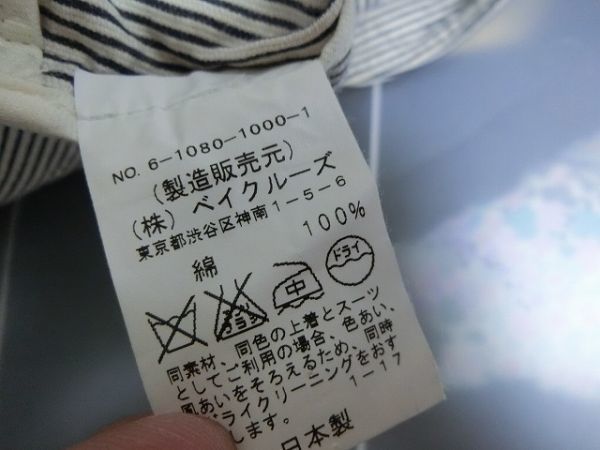 NO. 6-1080-1000-1
(製造販売元)
(株) ベイクルーズ
東京都渋谷区神南1-5-6
綿 100%
中 ドライ
同素材、同色の上着とスーツ
としてご利用の場合、色あい、
風あいをそろえるため、同時
ドライクリーニングをおす
します。 1-17
日本製